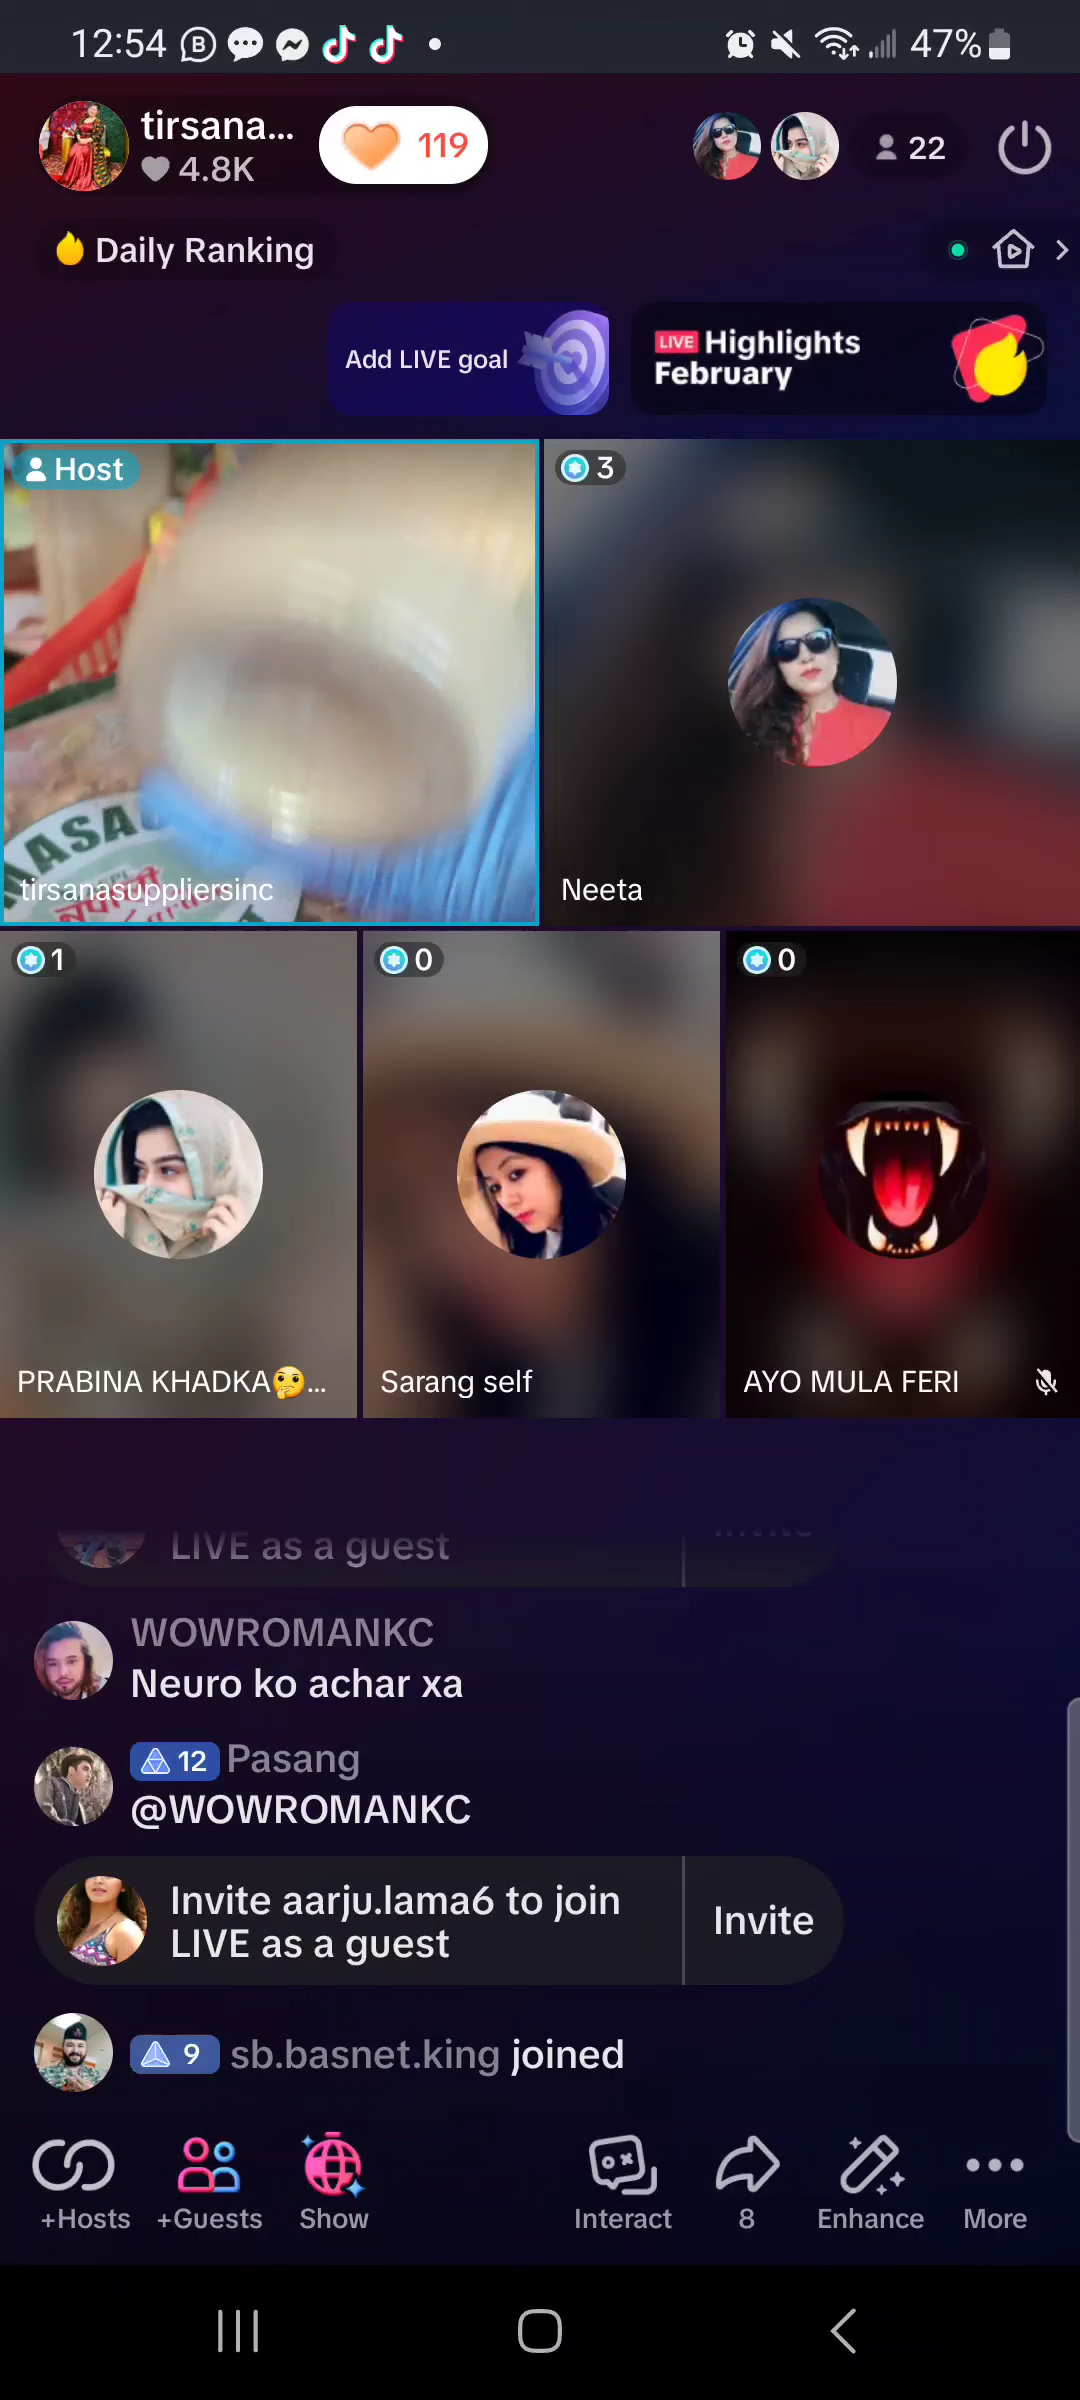 12:54
47%
tirsana...
4.8K
119
22
Daily Ranking
Add LIVE goal
LIVE Highlights
February
Host
3
ASA
tirsanasuppliersinc
Neeta
1
0
0
PRABINA KHADKA🤔...
Sarang self
AYO MULA FERI
LIVE as a guest
WOWROMANKC
Neuro ko achar xa
12 Pasang
@WOWROMANKC
Invite aarju.lama6 to join
LIVE as a guest
Invite
9 sb.basnet.king joined
+Hosts
+Guests
Show
Interact
8
Enhance
More